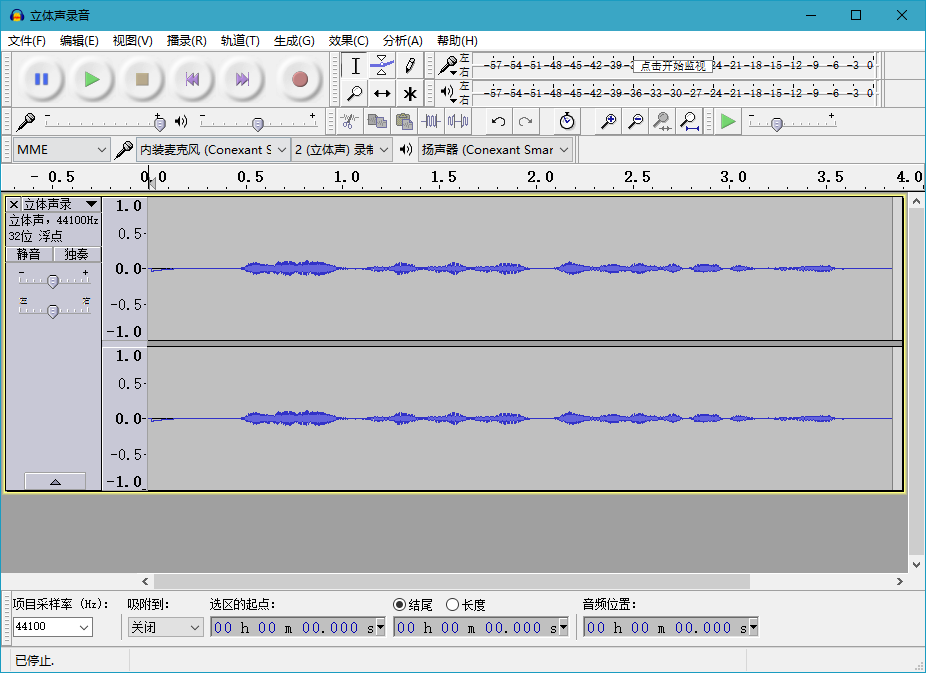 立体声录音
文件(F) 编辑(E) 视图(V) 播录(R) 轨道(T) 生成(G) 效果(C) 分析(A) 帮助(H)
左 右 -57-54-51-48-45-42-39- 点击开始监视 24-21-18-15-12 -9 -6 -3 0
左 右 -57-54-51-48-45-42-39-36-33-30-27-24-21-18-15-12 -9 -6 -3 0
- + - + - +
MME 内装麦克风 (Conexant S 2 (立体声) 录制 扬声器 (Conexant Smar
- 0.5 0.0 0.5 1.0 1.5 2.0 2.5 3.0 3.5 4.0
立体声录 1.0
立体声, 44100Hz
32位 浮点 0.5
静音 独奏
- + 0.0
左 右 -0.5
-1.0
1.0
0.5
0.0
-0.5
-1.0
项目采样率 (Hz): 吸附到: 选区的起点: 结尾 长度 音频位置:
44100 关闭 00 h 00 m 00.000 s 00 h 00 m 00.000 s 00 h 00 m 00.000 s
已停止.